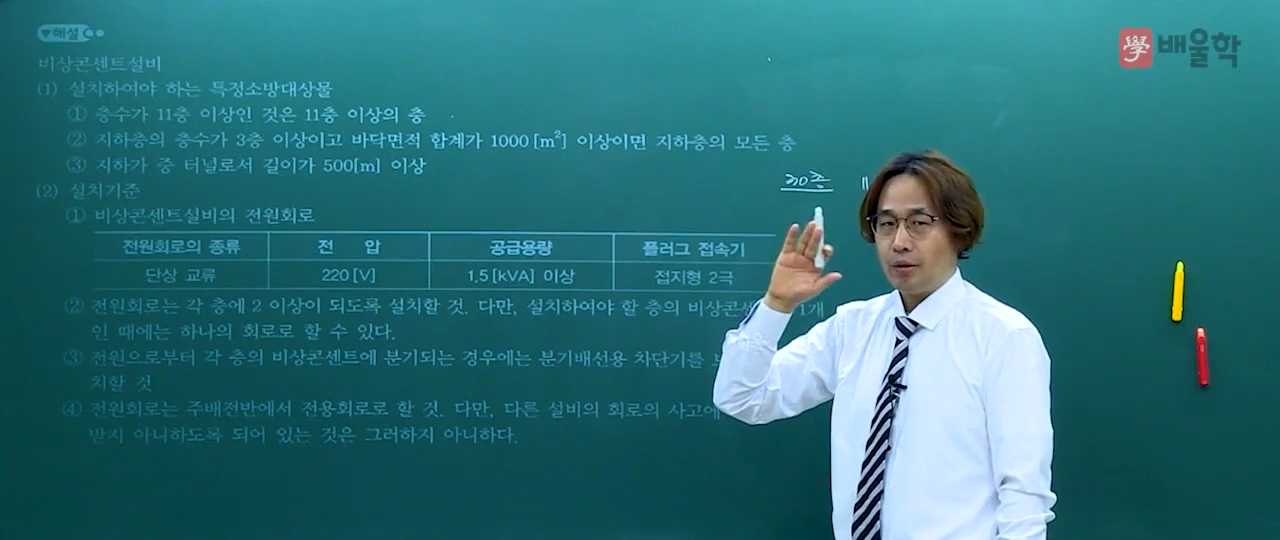 ▼해설
學 배울학
비상콘센트설비
(1) 설치하여야 하는 특정소방대상물
① 층수가 11층 이상인 것은 11층 이상의 층
② 지하층의 층수가 3층 이상이고 바닥면적 합계가 1000[m²] 이상이면 지하층의 모든 층
③ 지하가 중 터널로서 길이가 500[m] 이상
30층 11
(2) 설치기준
① 비상콘센트설비의 전원회로
전원회로의 종류 전 압 공급용량 플러그 접속기
단상 교류 220[V] 1.5[kVA] 이상 접지형 2극
② 전원회로는 각 층에 2 이상이 되도록 설치할 것. 다만, 설치하여야 할 층의 비상콘센 1개
인 때에는 하나의 회로로 할 수 있다.
③ 전원으로부터 각 층의 비상콘센트에 분기되는 경우에는 분기배선용 차단기를
치할 것
④ 전원회로는 주배전반에서 전용회로로 할 것. 다만, 다른 설비의 회로의 사고에
받지 아니하도록 되어 있는 것은 그러하지 아니하다.